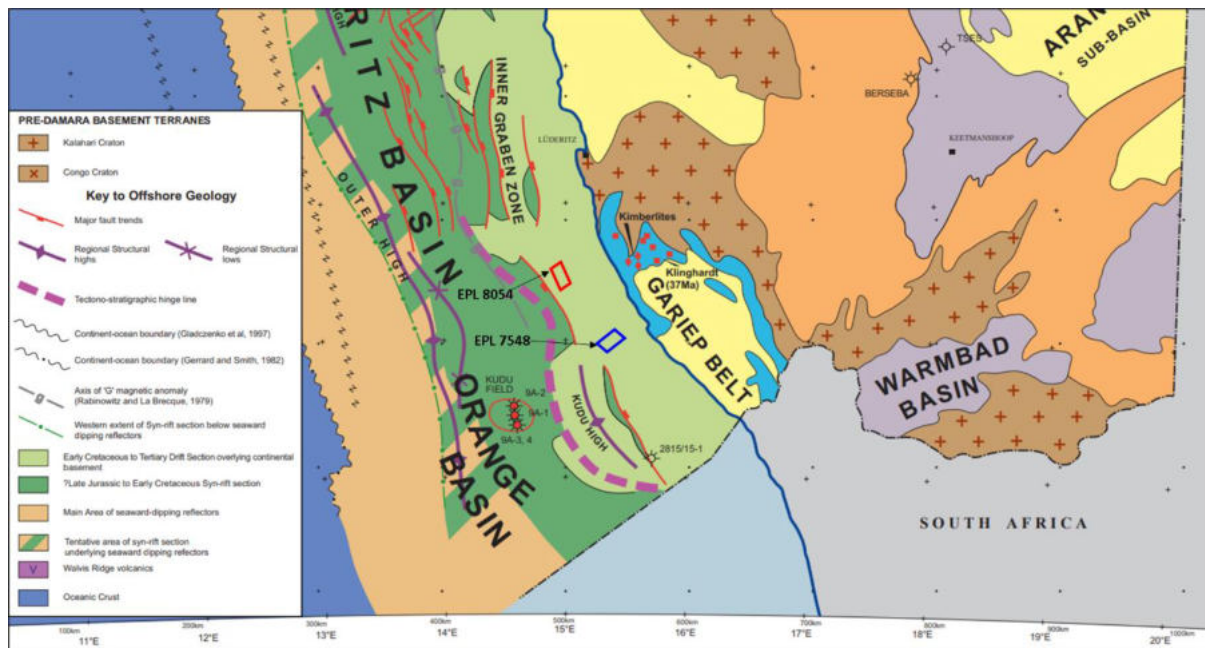 RITZ BASIN
HIGH
INNER GRABEN ZONE
OUTER HIGH
ARAN
SUB-BASIN
TSES
BERSEBA
KEETMANSHOOP
LÜDERITZ
Kimberlites
Klinghardt
(37Ma)
GARIEP BELT
EPL 8054
EPL 7548
WARMBAD
BASIN
ORANGE
BASIN
KUDU
FIELD
9A-2
9A-1
9A-3, 4
KUDU HIGH
2815/15-1
SOUTH AFRICA
PRE-DAMARA BASEMENT TERRANES
Kalahari Craton
Congo Craton
Key to Offshore Geology
Major fault trends
Regional Structural
highs
Regional Structural
lows
Tectono-stratigraphic hinge line
Continent-ocean boundary (Gladczenko et al, 1997)
Continent-ocean boundary (Gerrard and Smith, 1982)
Axis of 'G' magnetic anomaly
(Rabinowitz and La Brecque, 1979)
Western extent of Syn-rift section below seaward
dipping reflectors
Early Cretaceous to Tertiary Drift Section overlying continental
basement
?Late Jurassic to Early Cretaceous Syn-rift section
Main Area of seaward-dipping reflectors
Tentative area of syn-rift section
underlying seaward dipping refectors
V Walvis Ridge volcanics
Oceanic Crust
100km 200km 300km 400km 500km 600km 700km 800km 900km 1000km
11°E 12°E 13°E 14°E 15°E 16°E 17°E 18°E 19°E 20°E